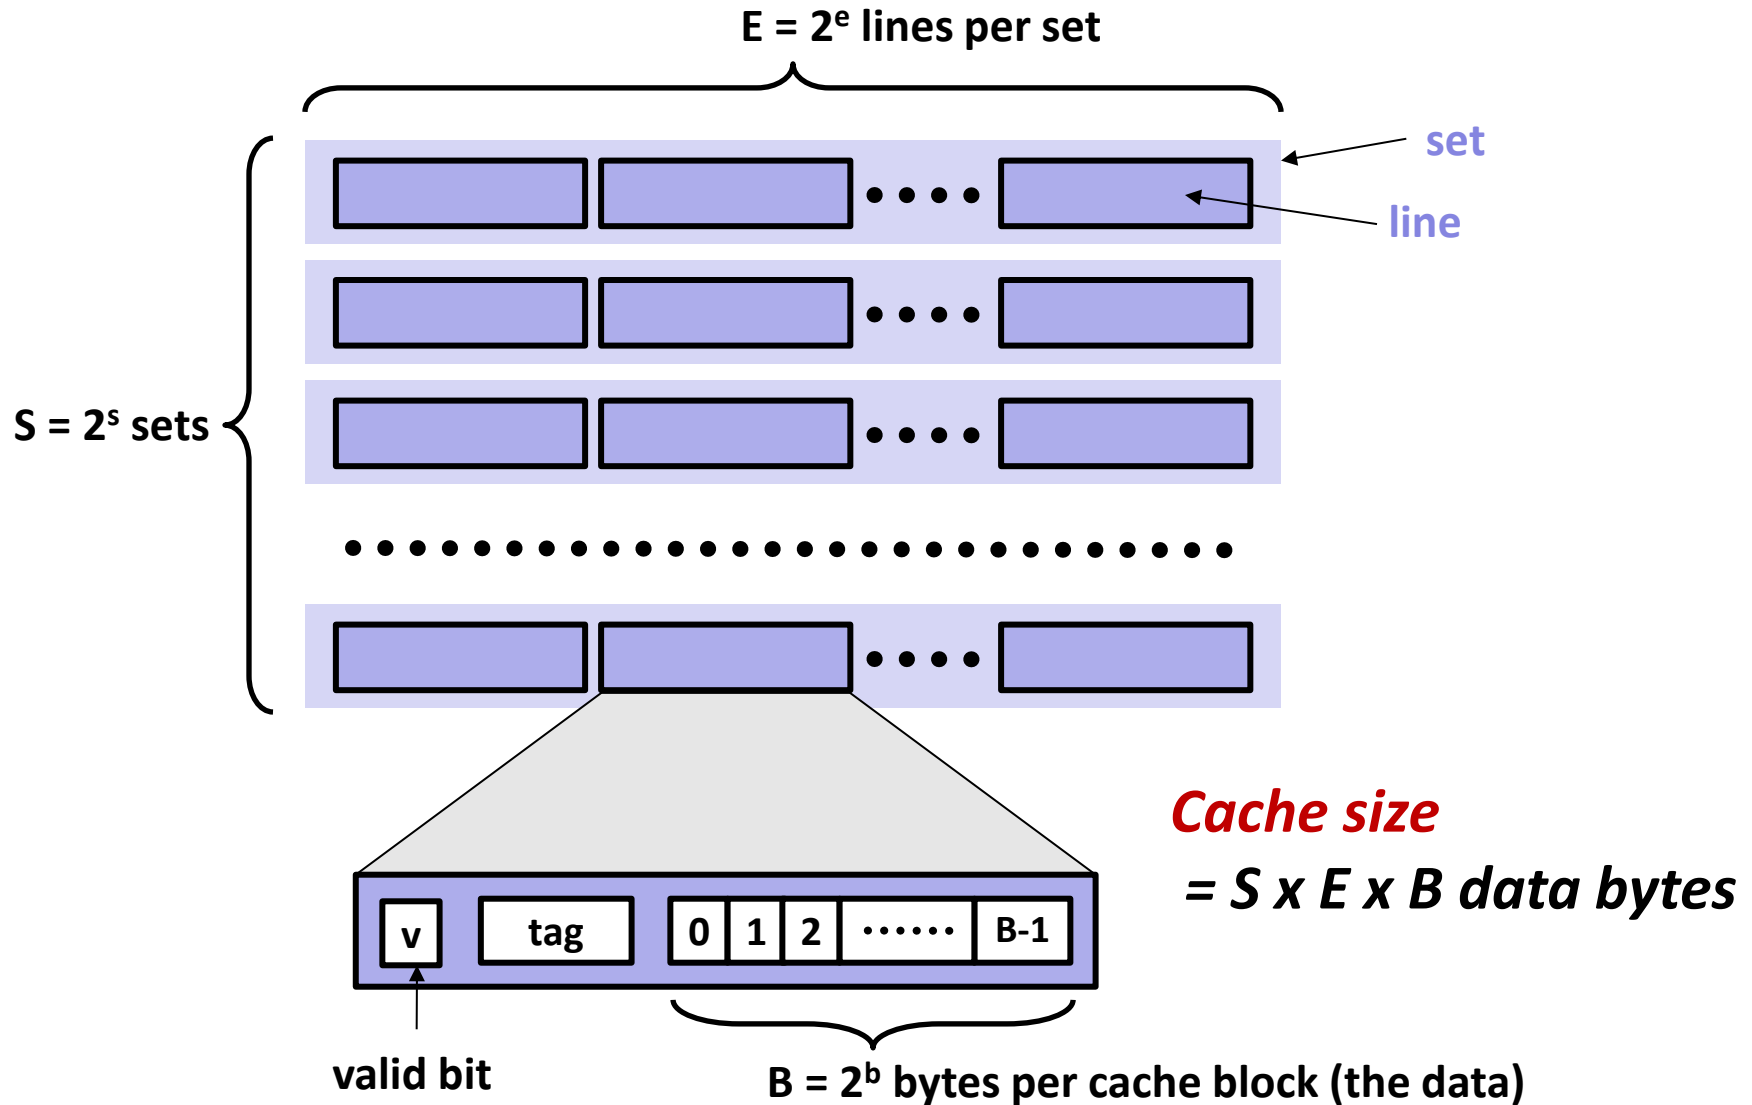 E = 2ᵉ lines per set
set
line
S = 2ˢ sets
Cache size
= S x E x B data bytes
v
tag
0 1 2 •••••• B-1
valid bit
B = 2ᵇ bytes per cache block (the data)